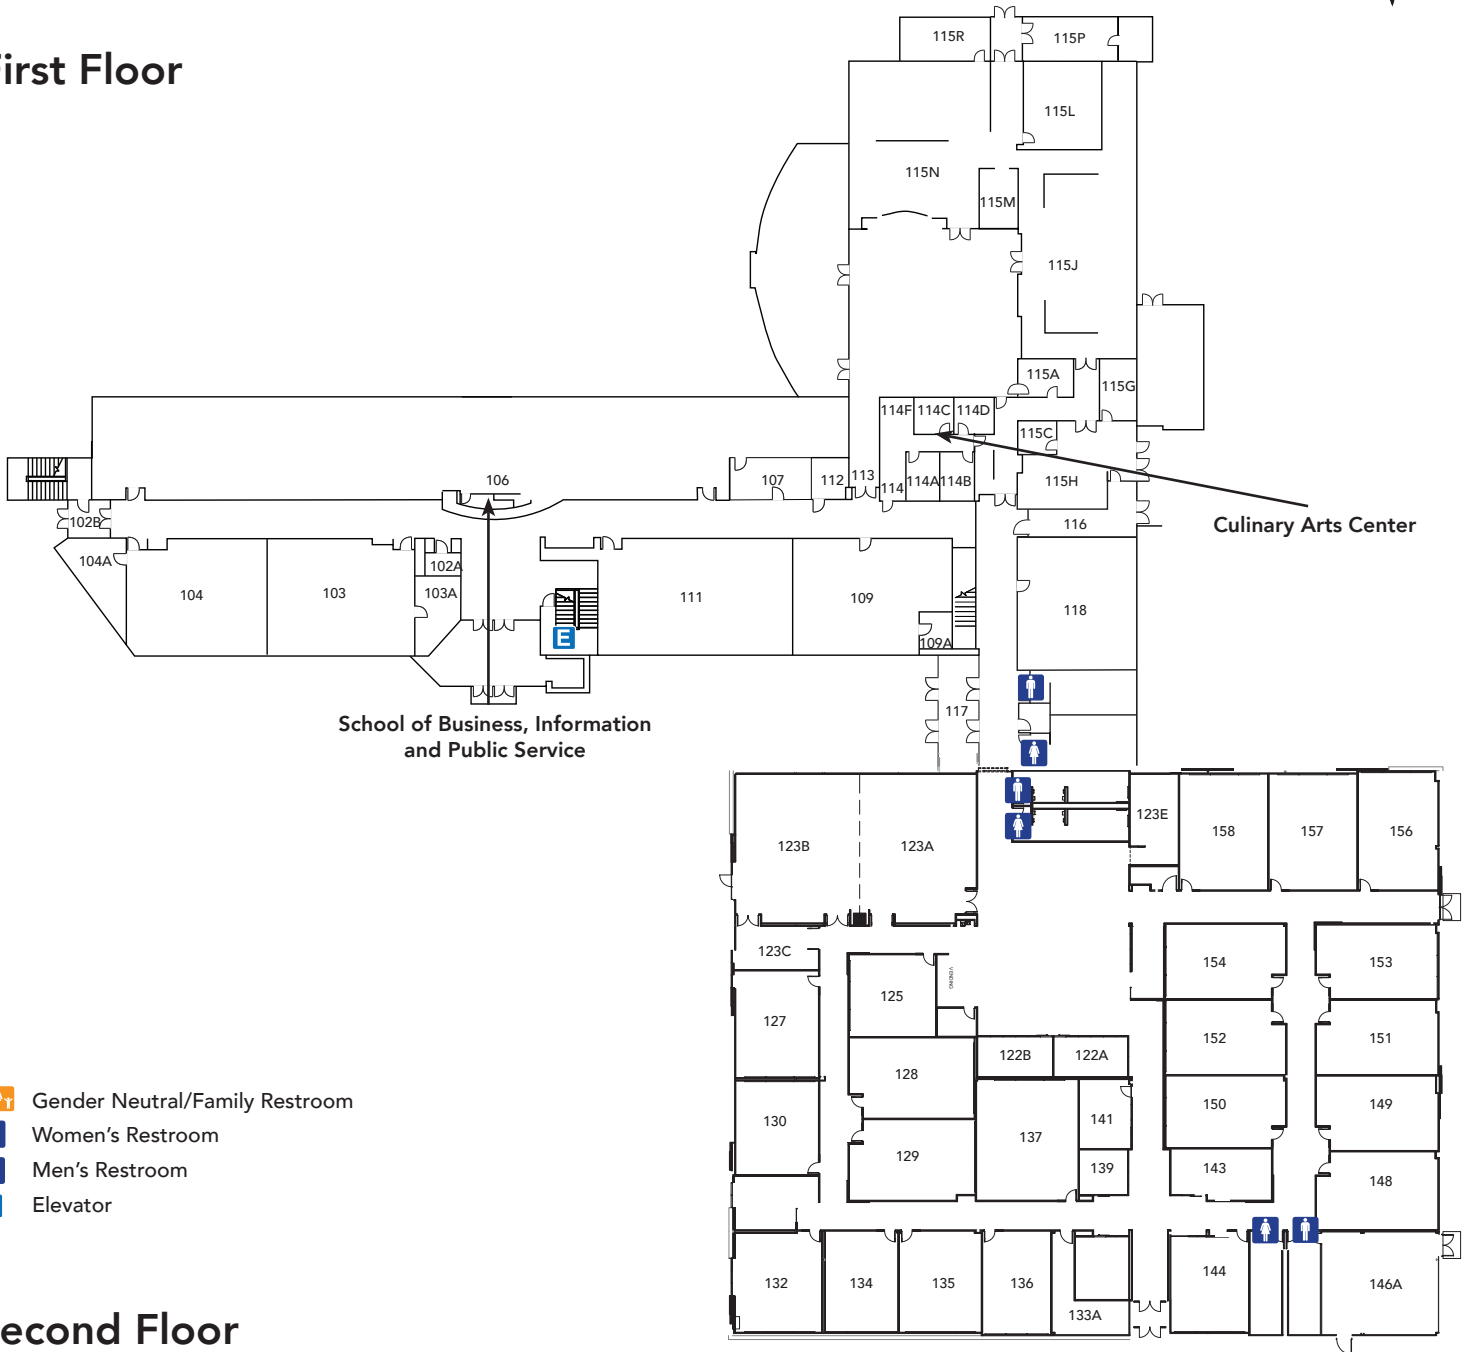 115R
115P
irst Floor
115L
115N
115M
115J
115A
115G
114F
114C
114D
115C
106
107
112
113
114
114A
114B
115H
102B
116
Culinary Arts Center
104A
102A
104
103
103A
111
109
118
E
109A
117
School of Business, Information
and Public Service
123E
158
157
156
123B
123A
123C
154
153
VENDING
125
127
152
151
122B
122A
128
Gender Neutral/Family Restroom
150
149
130
141
Women's Restroom
137
129
139
143
Men's Restroom
148
Elevator
132
134
135
136
144
146A
133A
econd Floor